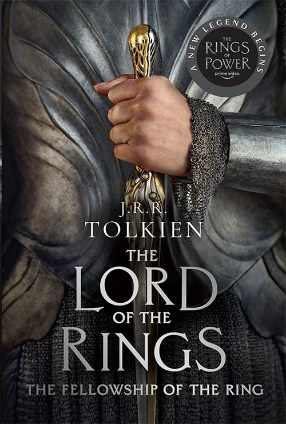 A NEW LEGEND BEGINS
THE
RINGS
OF
POWER
prime video
J.R.R.
TOLKIEN
THE
LORD
OF THE
RINGS
THE FELLOWSHIP OF THE RING